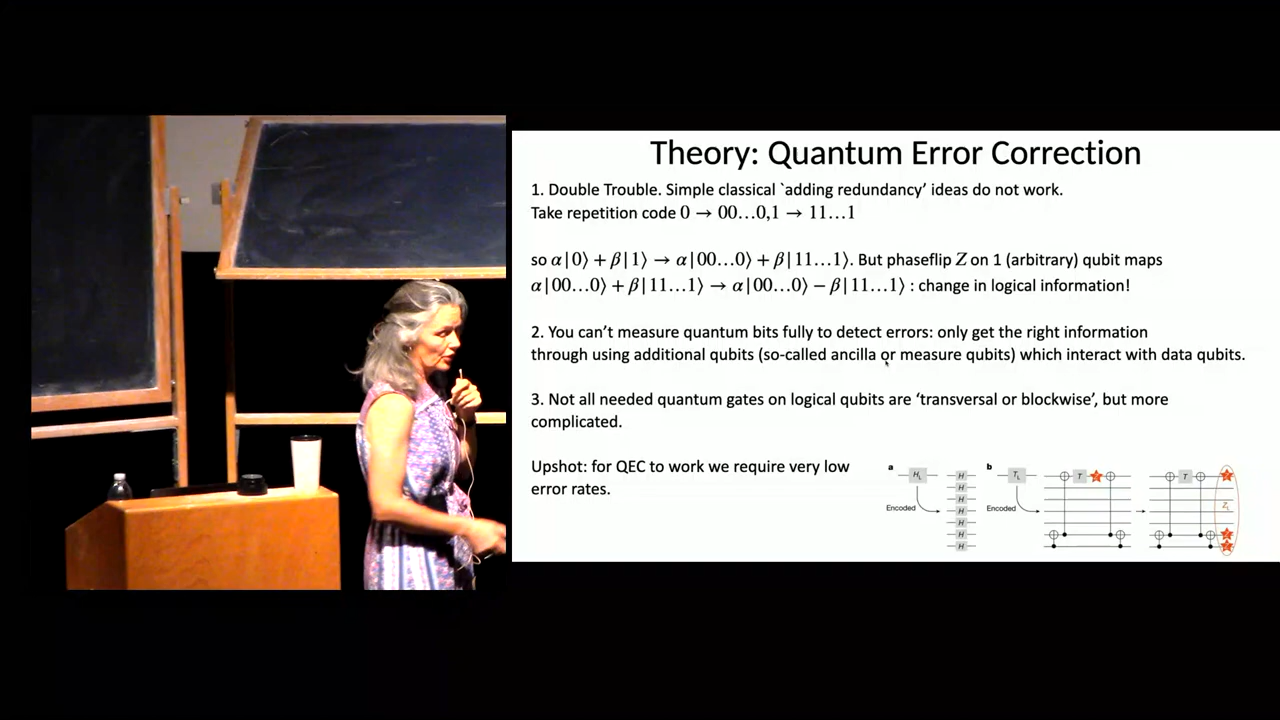 Theory: Quantum Error Correction
1. Double Trouble. Simple classical `adding redundancy’ ideas do not work.
Take repetition code 0 → 00…0,1 → 11…1
so α|0⟩ + β|1⟩ → α|00…0⟩ + β|11…1⟩. But phaseflip Z on 1 (arbitrary) qubit maps
α|00…0⟩ + β|11…1⟩ → α|00…0⟩ − β|11…1⟩ : change in logical information!
2. You can’t measure quantum bits fully to detect errors: only get the right information
through using additional qubits (so-called ancilla or measure qubits) which interact with data qubits.
3. Not all needed quantum gates on logical qubits are ‘transversal or blockwise’, but more
complicated.
Upshot: for QEC to work we require very low
error rates.
a
H_L
Encoded
H
H
H
H
H
H
H
b
T_L
Encoded
T
T
Z_L